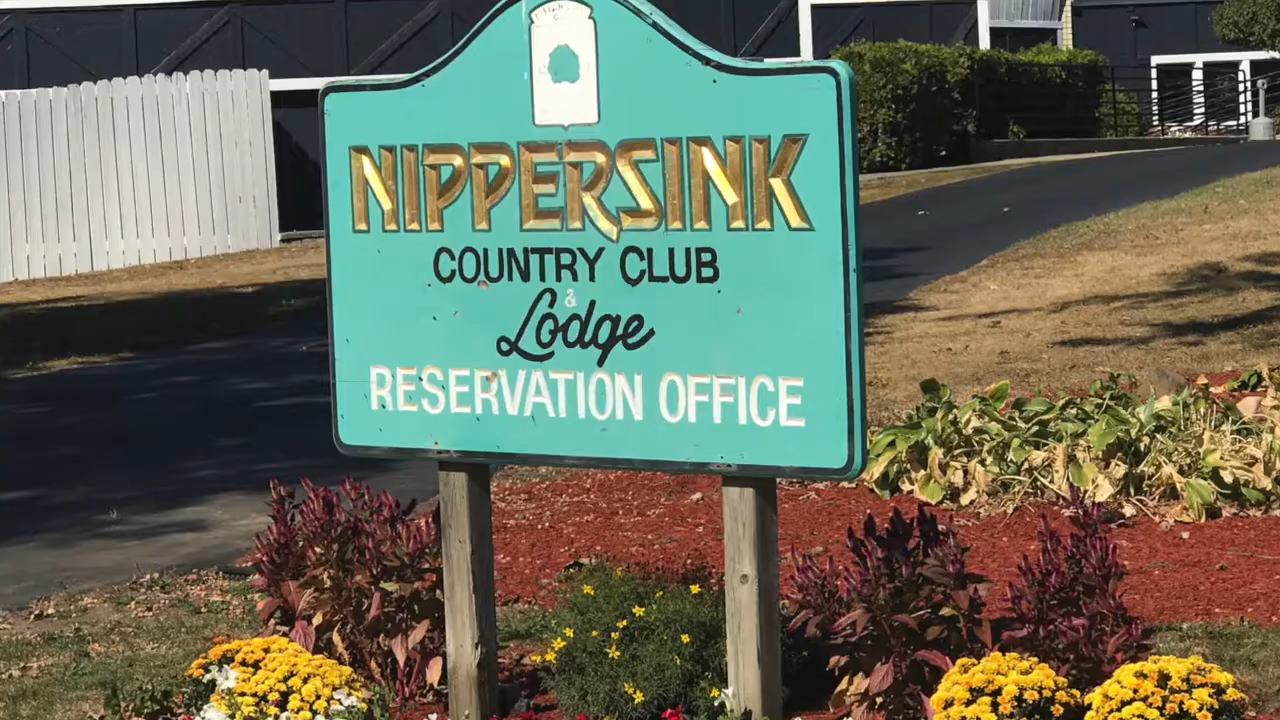 NIPPERSINK
COUNTRY CLUB
&
Lodge
RESERVATION OFFICE